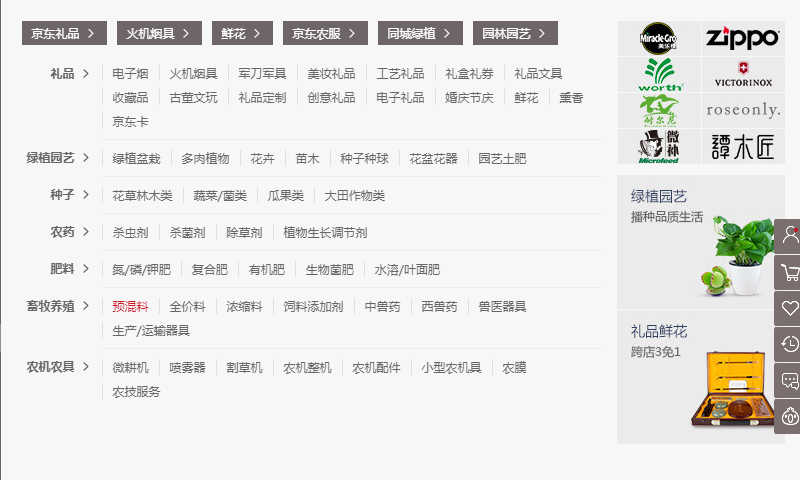 京东礼品 火机烟具 鲜花 京东农服 同城绿植 园林园艺
礼品 电子烟 火机烟具 军刀军具 美妆礼品 工艺礼品 礼盒礼券 礼品文具
收藏品 古董文玩 礼品定制 创意礼品 电子礼品 婚庆节庆 鲜花 熏香
京东卡
绿植园艺 绿植盆栽 多肉植物 花卉 苗木 种子种球 花盆花器 园艺土肥
种子 花草林木类 蔬菜/菌类 瓜果类 大田作物类
农药 杀虫剂 杀菌剂 除草剂 植物生长调节剂
肥料 氮/磷/钾肥 复合肥 有机肥 生物菌肥 水溶/叶面肥
畜牧养殖 预混料 全价料 浓缩料 饲料添加剂 中兽药 西兽药 兽医器具
生产/运输器具
农机农具 微耕机 喷雾器 割草机 农机整机 农机配件 小型农机具 农膜
农技服务
Miracle Gro
美乐棵
Zippo
worth
VICTORINOX
耐尔尼
roseonly.
微补
Microfeed
譚木匠
绿植园艺
播种品质生活
礼品鲜花
跨店3免1